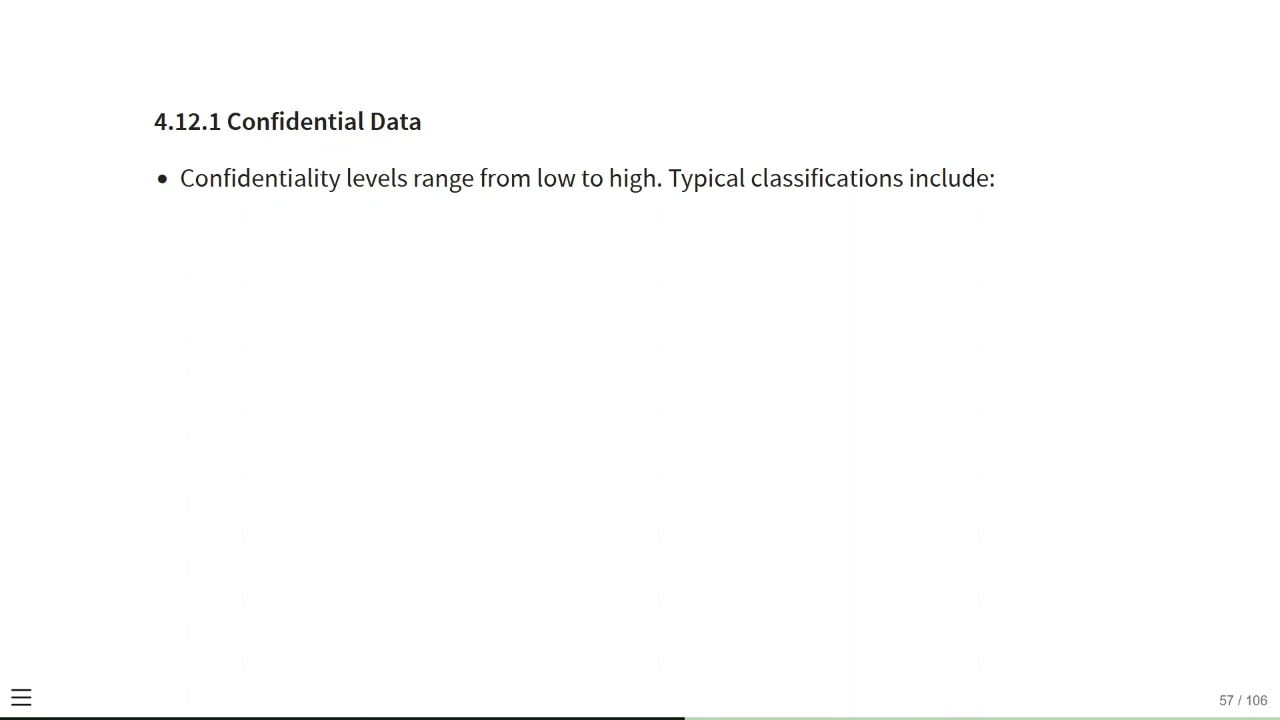 4.12.1 Confidential Data
• Confidentiality levels range from low to high. Typical classifications include:
57 / 106